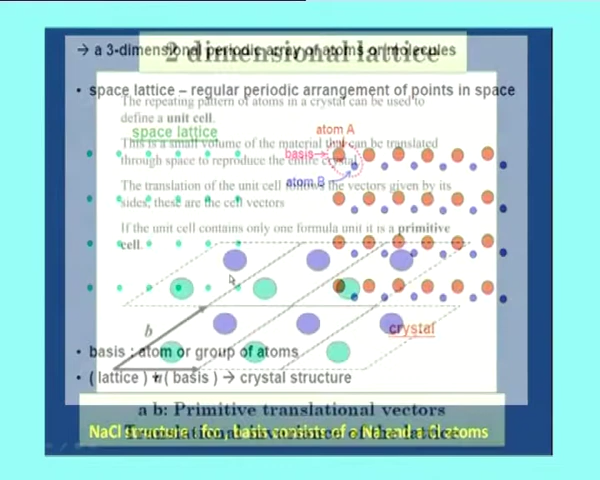 → a 3-dimensional periodic array of atoms or molecules
2 dimensional lattice
• space lattice – regular periodic arrangement of points in space
The repeating pattern of atoms in a crystal can be used to
define a unit cell.
space lattice
atom A
This is a small volume of the material that can be translated
basis→
through space to reproduce the entire crystal
atom B
The translation of the unit cell follows the vectors given by its
sides, these are the cell vectors
If the unit cell contains only one formula unit it is a primitive
cell.
b
crystal
• basis : atom or group of atoms
• ( lattice ) + ( basis ) → crystal structure
a b: Primitive translational vectors
Translational invariance of the lattice
NaCl structure fcc, basis consists of a Na and a Cl atoms